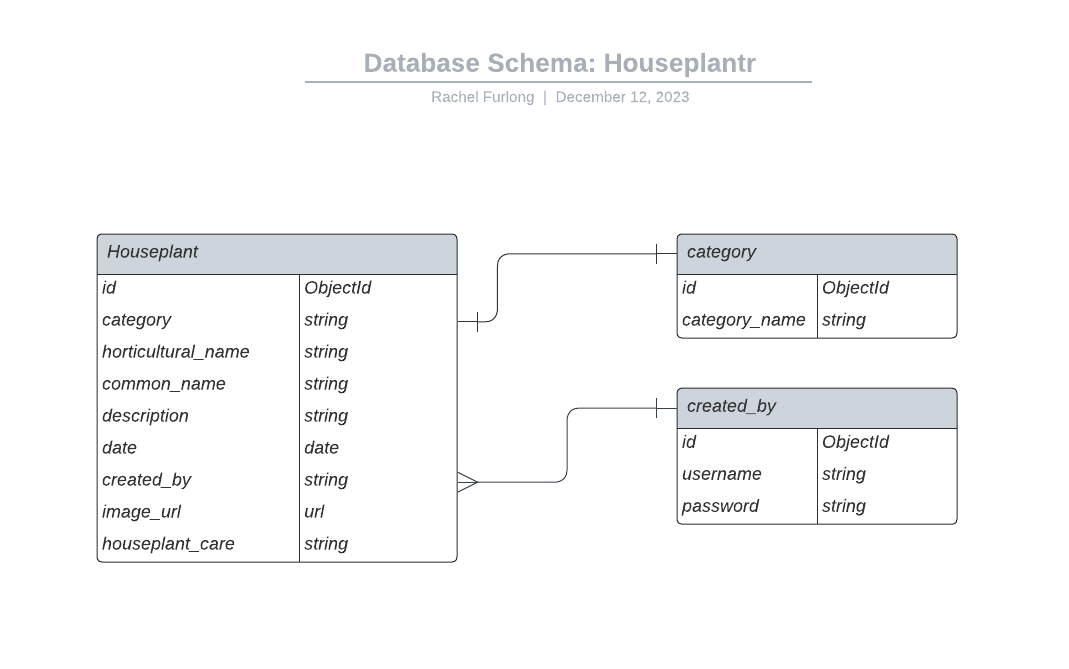 Database Schema: Houseplantr
Rachel Furlong | December 12, 2023
Houseplant
id ObjectId
category string
horticultural_name string
common_name string
description string
date date
created_by string
image_url url
houseplant_care string
category
id ObjectId
category_name string
created_by
id ObjectId
username string
password string